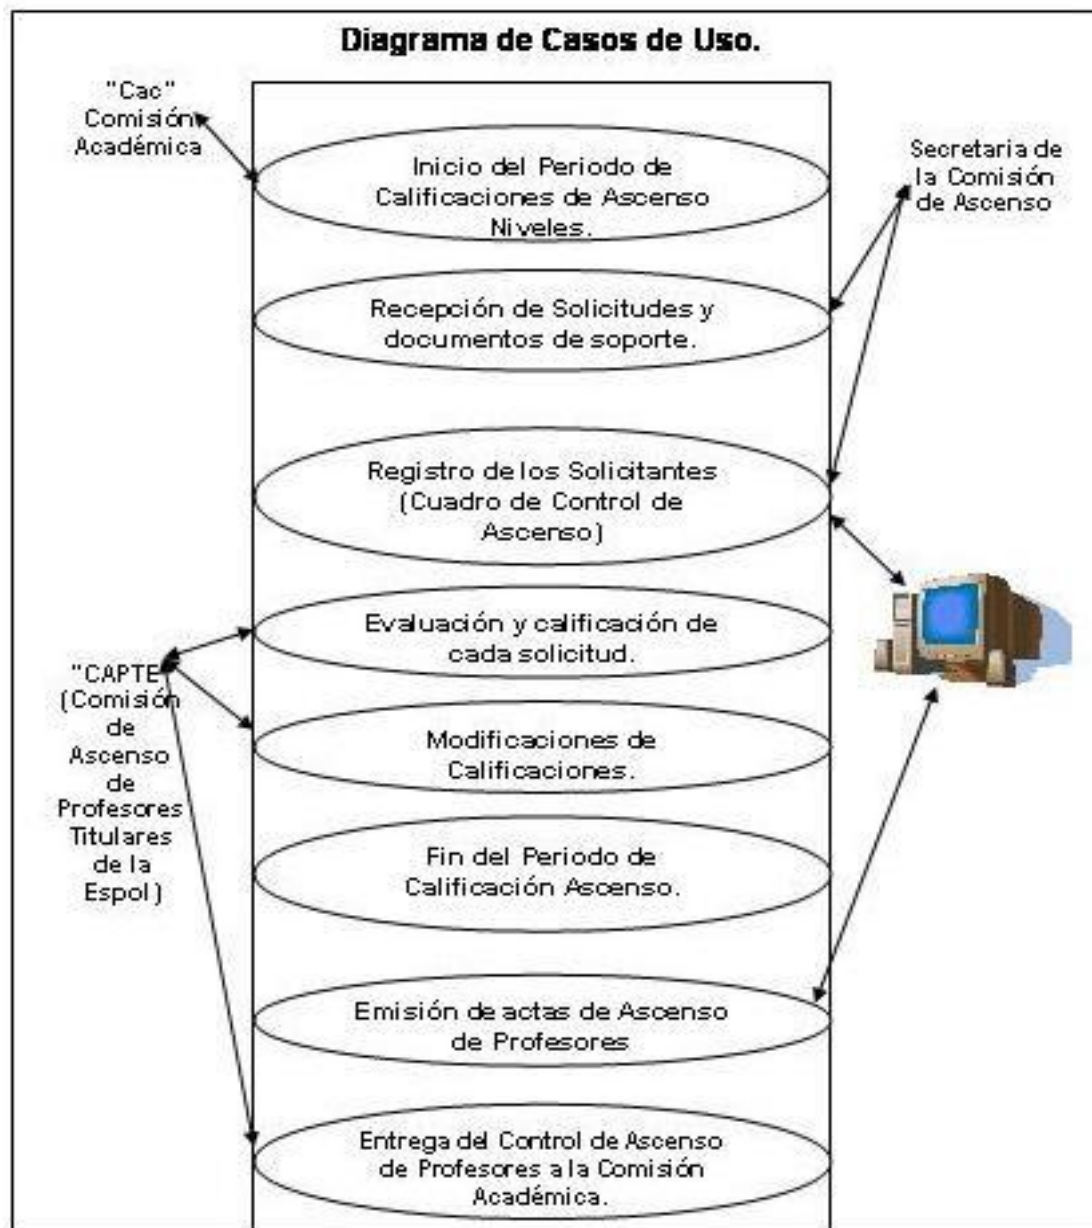 Diagrama de Casos de Uso.
"Cac"
Comisión
Académica
Inicio del Periodo de
Calificaciones de Ascenso
Niveles.
Secretaria de
la Comisión
de Ascenso
Recepción de Solicitudes y
documentos de soporte.
Registro de los Solicitantes
(Cuadro de Control de
Ascenso)
Evaluación y calificación de
cada solicitud.
"CAPTE
(Comisión
de
Ascenso
de
Profesores
Titulares
de la
Espol)
Modificaciones de
Calificaciones.
Fin del Periodo de
Calificación Ascenso.
Emisión de actas de Ascenso
de Profesores
Entrega del Control de Ascenso
de Profesores a la Comisión
Académica.